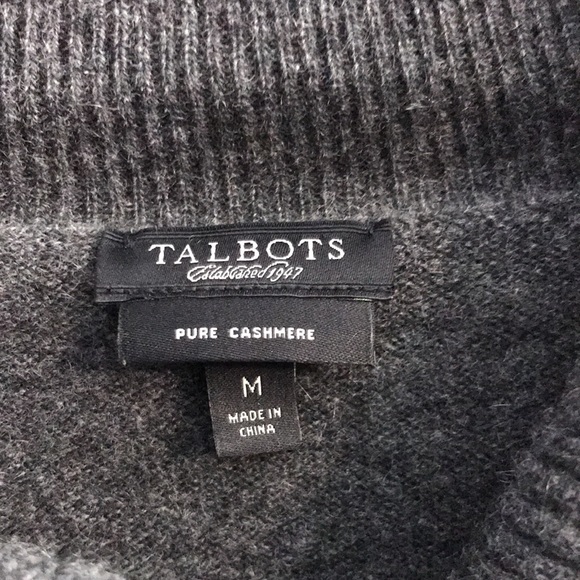 TALBOTS
Established 1947
PURE CASHMERE
M
MADE IN
CHINA